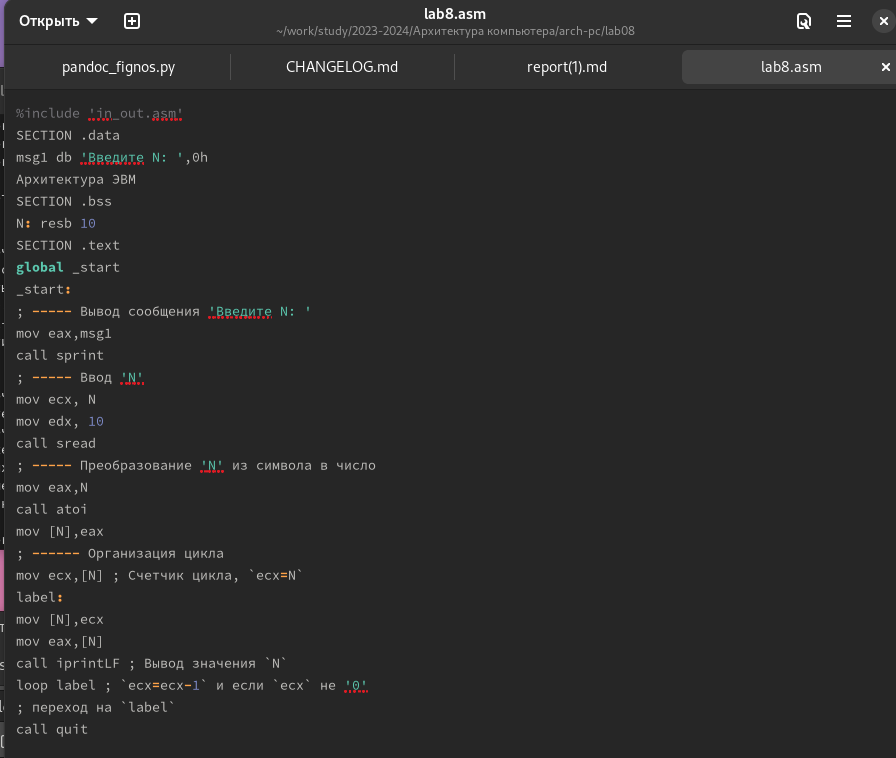 Открыть
lab8.asm
~/work/study/2023-2024/Архитектура компьютера/arch-pc/lab08
pandoc_fignos.py
CHANGELOG.md
report(1).md
lab8.asm
%include 'in_out.asm'
SECTION .data
msg1 db 'Введите N: ',0h
Архитектура ЭВМ
SECTION .bss
N: resb 10
SECTION .text
global _start
_start:
; ----- Вывод сообщения 'Введите N: '
mov eax,msg1
call sprint
; ----- Ввод 'N'
mov ecx, N
mov edx, 10
call sread
; ----- Преобразование 'N' из символа в число
mov eax,N
call atoi
mov [N],eax
; ------ Организация цикла
mov ecx,[N] ; Счетчик цикла, `ecx=N`
label:
mov [N],ecx
mov eax,[N]
call iprintLF ; Вывод значения `N`
loop label ; `ecx=ecx-1` и если `ecx` не '0'
; переход на `label`
call quit